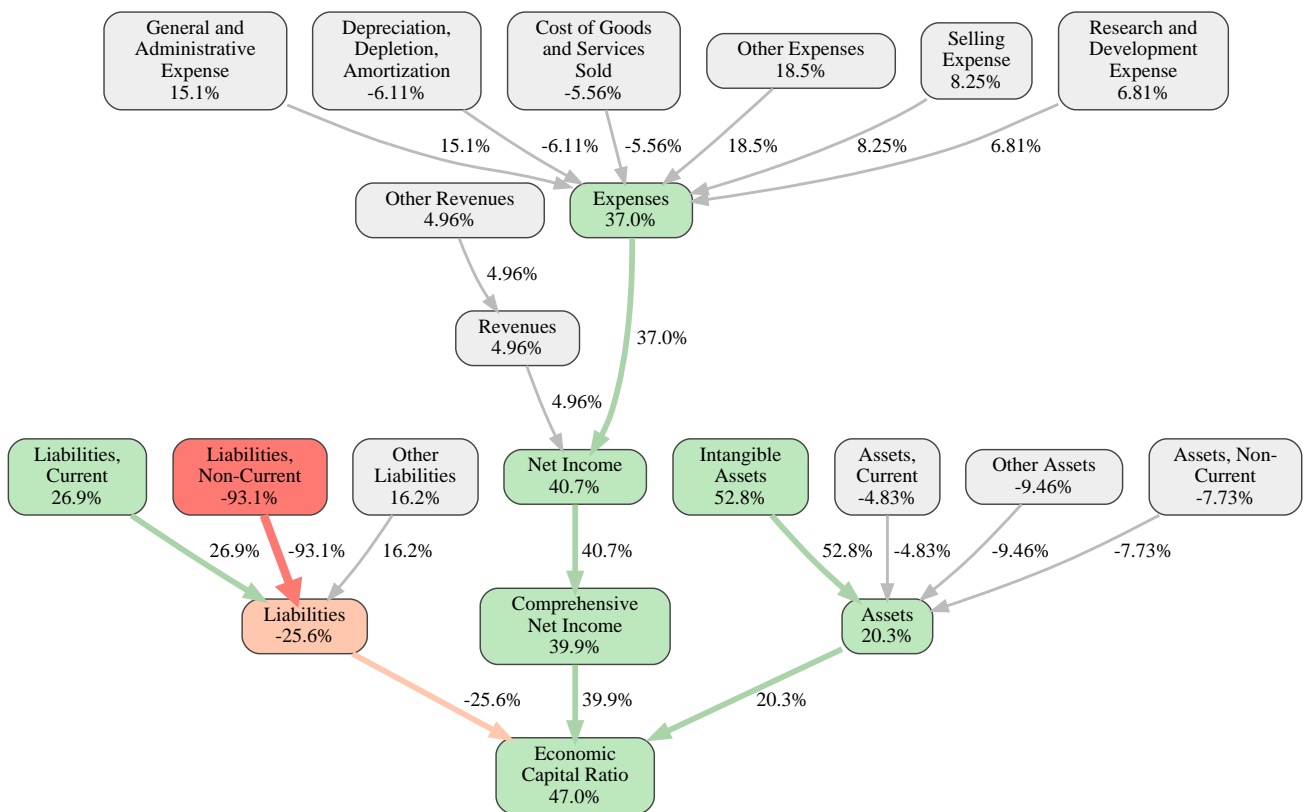 General and
Administrative
Expense
15.1%
Depreciation,
Depletion,
Amortization
-6.11%
Cost of Goods
and Services
Sold
-5.56%
Other Expenses
18.5%
Selling
Expense
8.25%
Research and
Development
Expense
6.81%
15.1%
-6.11%
-5.56%
18.5%
8.25%
6.81%
Other Revenues
4.96%
Expenses
37.0%
4.96%
Revenues
4.96%
37.0%
4.96%
Liabilities,
Current
26.9%
Liabilities,
Non-Current
-93.1%
Other
Liabilities
16.2%
Net Income
40.7%
Intangible
Assets
52.8%
Assets,
Current
-4.83%
Other Assets
-9.46%
Assets, Non-
Current
-7.73%
26.9%
-93.1%
16.2%
40.7%
52.8%
-4.83%
-9.46%
-7.73%
Liabilities
-25.6%
Comprehensive
Net Income
39.9%
Assets
20.3%
-25.6%
39.9%
20.3%
Economic
Capital Ratio
47.0%